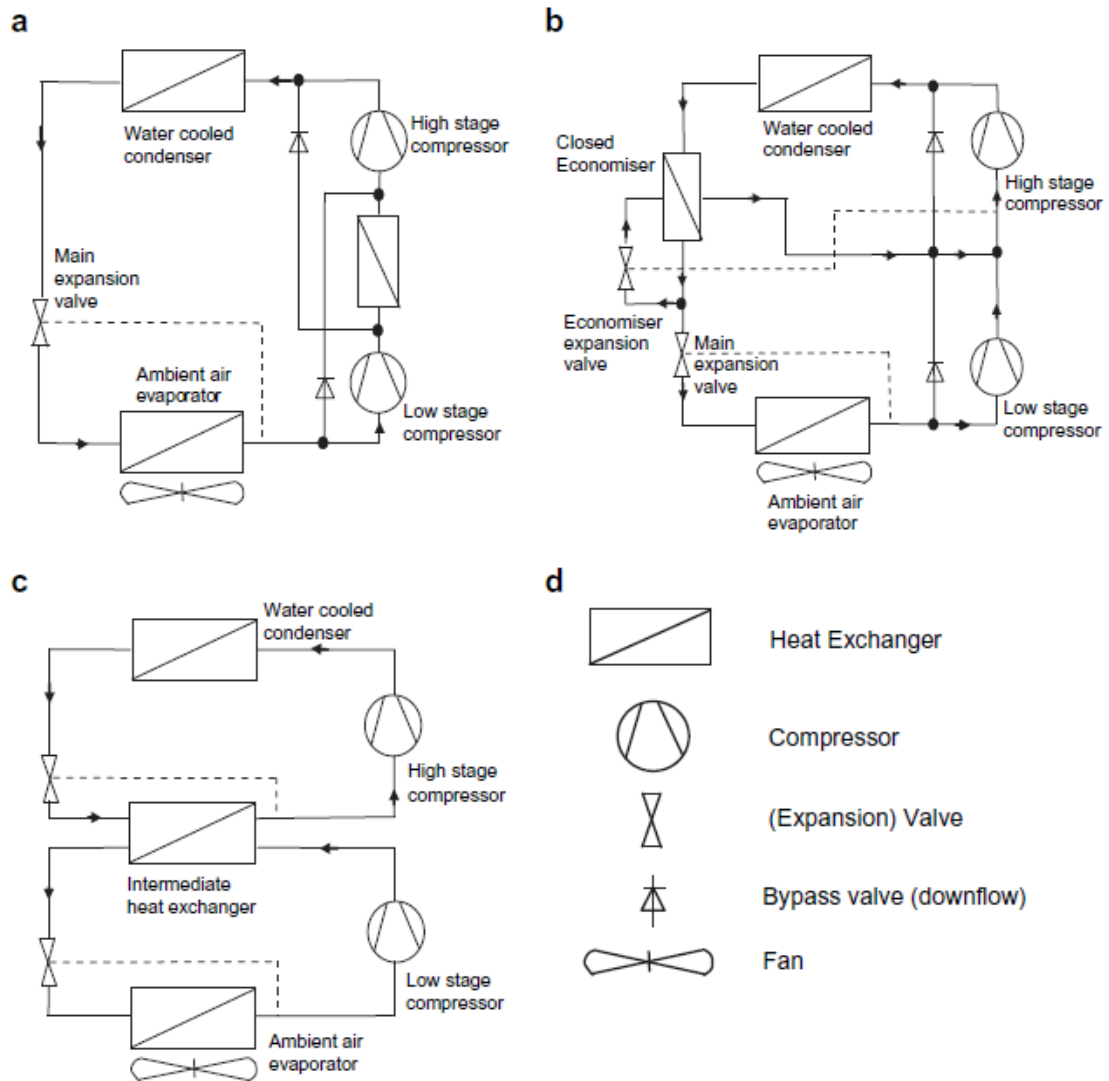 a
Water cooled
condenser
High stage
compressor
Main
expansion
valve
Ambient air
evaporator
Low stage
compressor
b
Closed
Economiser
Water cooled
condenser
High stage
compressor
Economiser
expansion
valve
Main
expansion
valve
Low stage
compressor
Ambient air
evaporator
c
Water cooled
condenser
High stage
compressor
Intermediate
heat exchanger
Low stage
compressor
Ambient air
evaporator
d
Heat Exchanger
Compressor
(Expansion) Valve
Bypass valve (downflow)
Fan